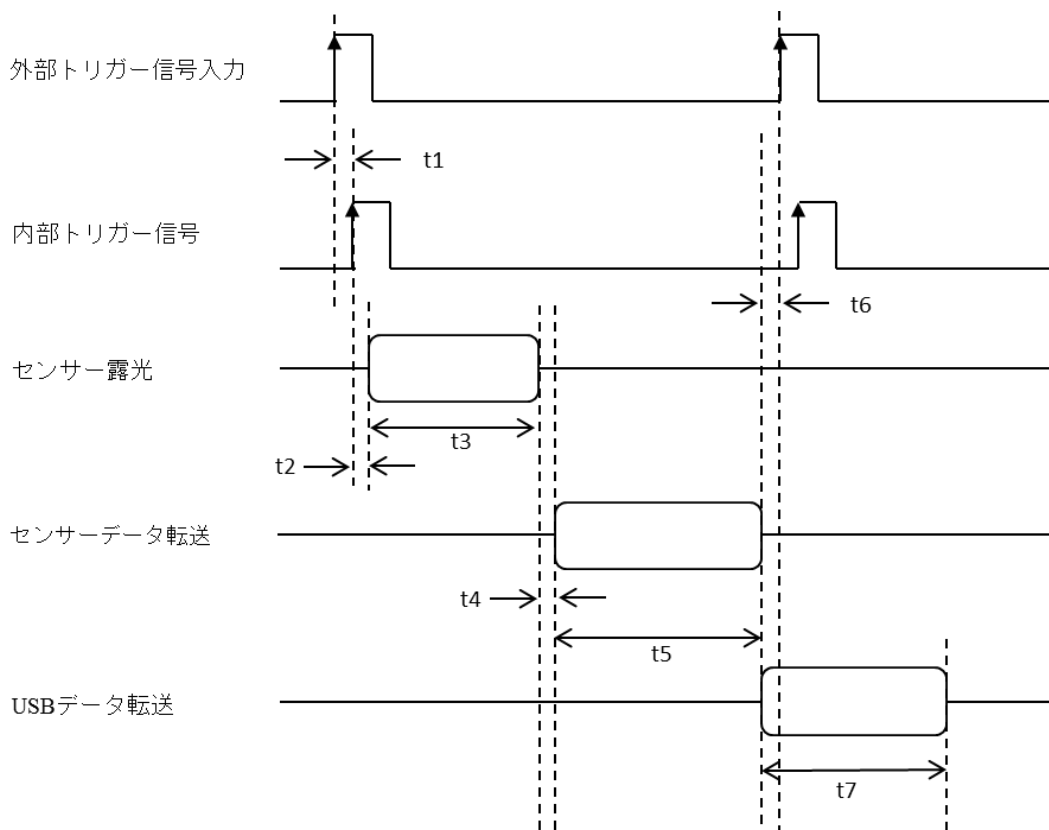 外部トリガー信号入力
t1
内部トリガー信号
t6
センサー露光
t3
t2
センサーデータ転送
t4
t5
USBデータ転送
t7